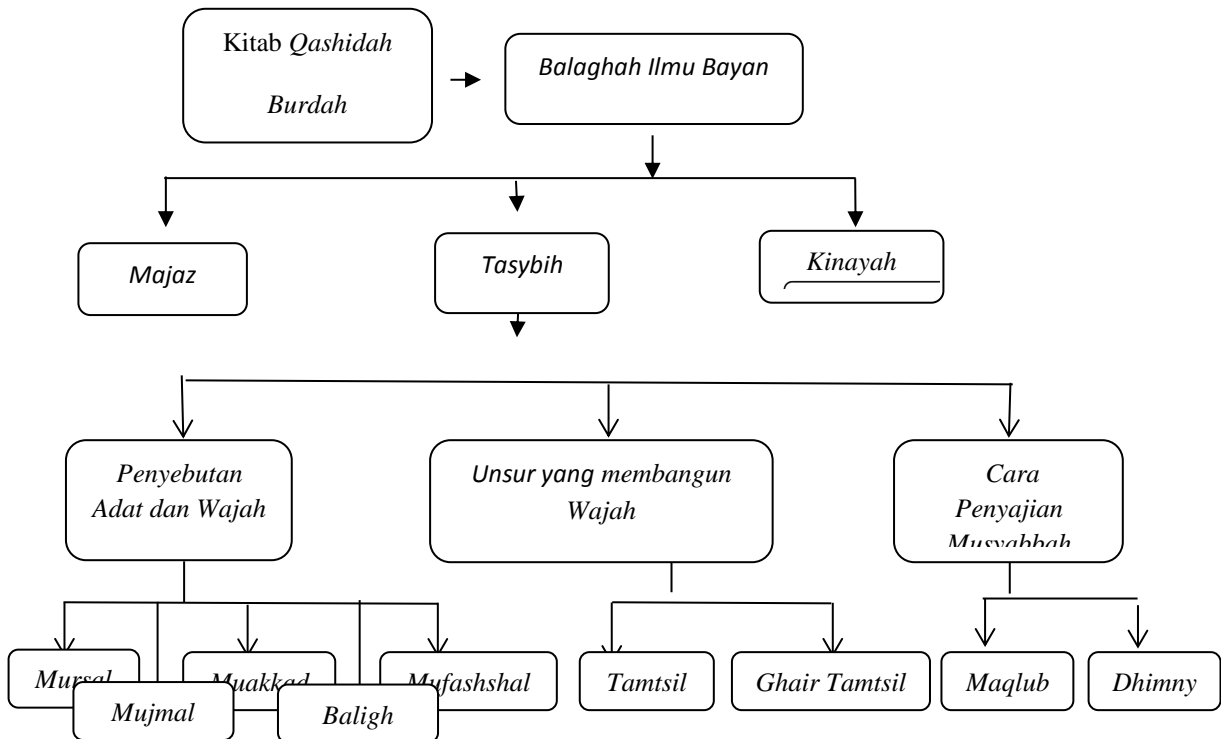 Kitab Qashidah
Burdah
Balaghah Ilmu Bayan
Majaz
Tasybih
Kinayah
Penyebutan
Adat dan Wajah
Unsur yang membangun
Wajah
Cara
Penyajian
Musyabbah
Mursal
Muakkad
Mufashshal
Tamtsil
Ghair Tamtsil
Maqlub
Dhimny
Mujmal
Baligh